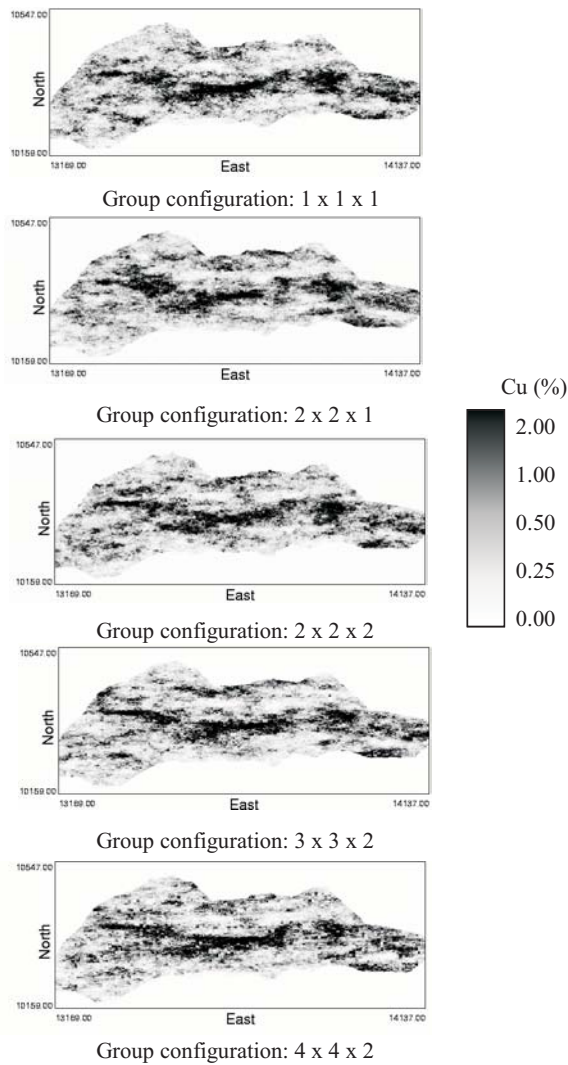 10547.00
North
10159.00
13169.00 East 14137.00
Group configuration: 1 x 1 x 1
10547.00
North
10159.00
13169.00 East 14137.00
Group configuration: 2 x 2 x 1
Cu (%)
2.00
1.00
0.50
0.25
0.00
10547.00
North
10159.00
13169.00 East 14137.00
Group configuration: 2 x 2 x 2
10547.00
North
10159.00
13169.00 East 14137.00
Group configuration: 3 x 3 x 2
10547.00
North
10159.00
13169.00 East 14137.00
Group configuration: 4 x 4 x 2